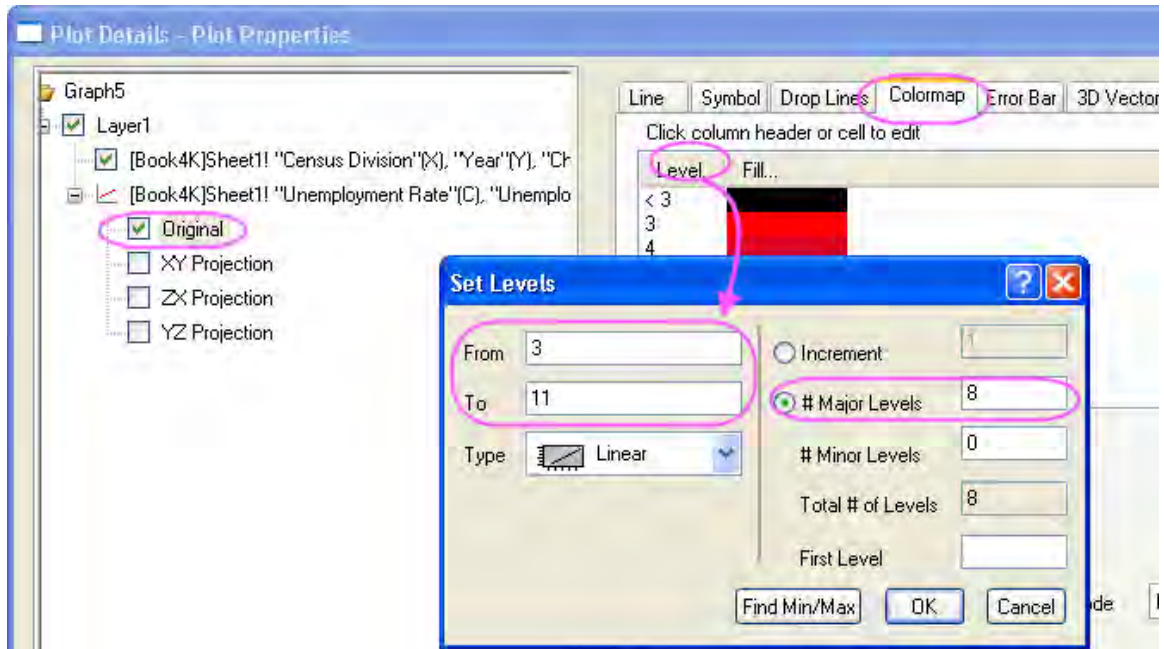 Plot Details - Plot Properties
Graph5
Layer1
[Book4K]Sheet1! "Census Division"(X), "Year"(Y), "Ch
[Book4K]Sheet1! "Unemployment Rate"(C), "Unemplo
Original
XY Projection
ZX Projection
YZ Projection
Line Symbol Drop Lines Colormap Error Bar 3D Vector
Click column header or cell to edit
Level... Fill...
< 3
3
4
Set Levels
From 3
To 11
Type Linear
Increment 1
# Major Levels 8
# Minor Levels 0
Total # of Levels 8
First Level
Find Min/Max OK Cancel